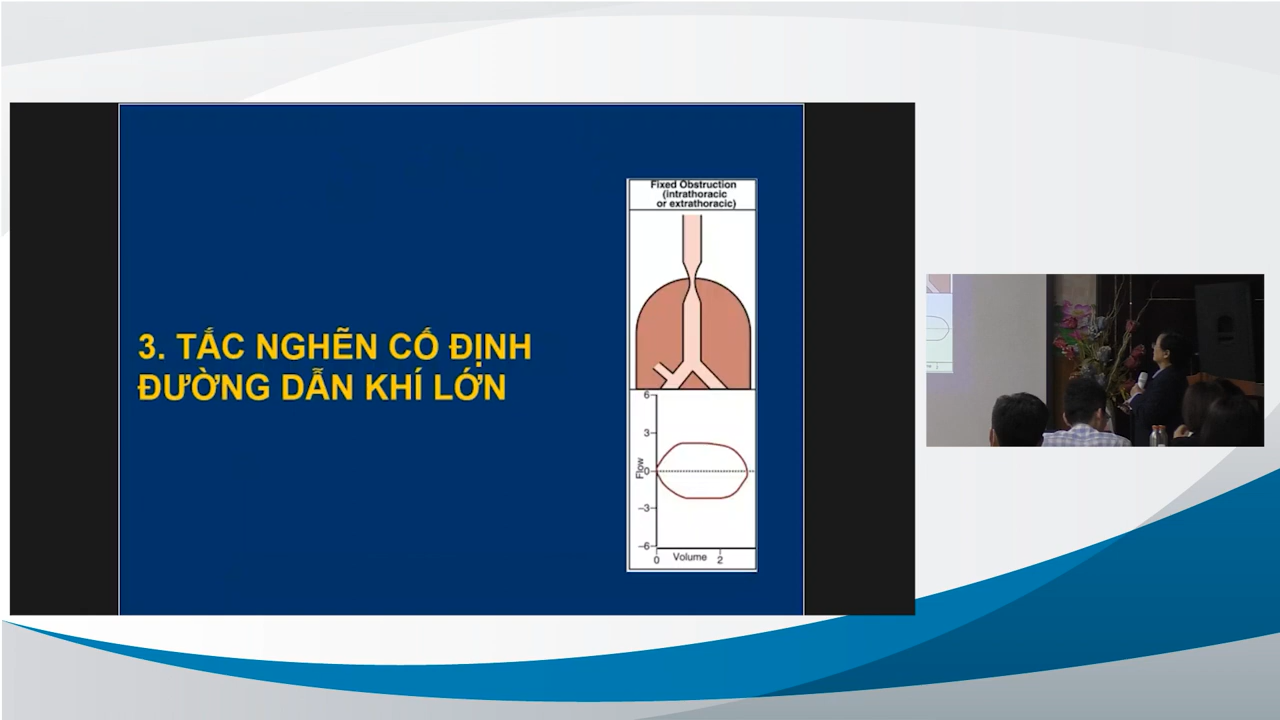 3. TẮC NGHẼN CỐ ĐỊNH
ĐƯỜNG DẪN KHÍ LỚN
Fixed Obstruction
(intrathoracic
or extrathoracic)
6
3
0
–3
–6
Flow
0
Volume
2